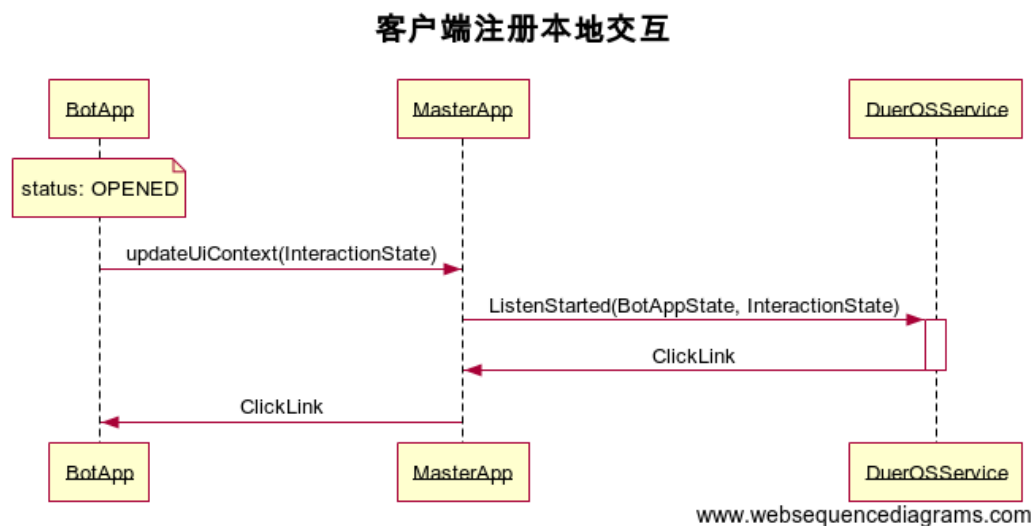 客户端注册本地交互
BotApp
MasterApp
DuerOSService
status: OPENED
updateUiContext(InteractionState)
ListenStarted(BotAppState, InteractionState)
ClickLink
ClickLink
BotApp
MasterApp
DuerOSService
www.websequencediagrams.com